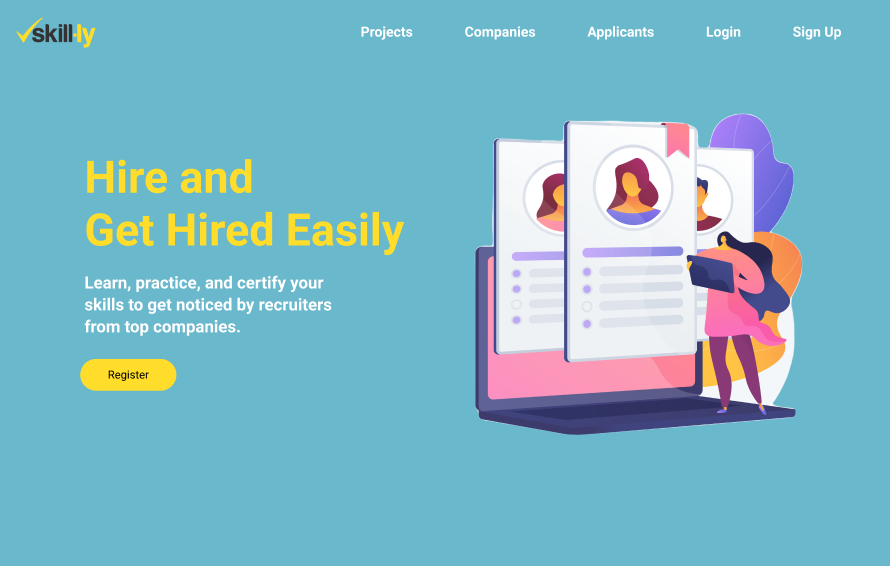 skill-ly
Projects Companies Applicants Login Sign Up
Hire and
Get Hired Easily
Learn, practice, and certify your
skills to get noticed by recruiters
from top companies.
Register